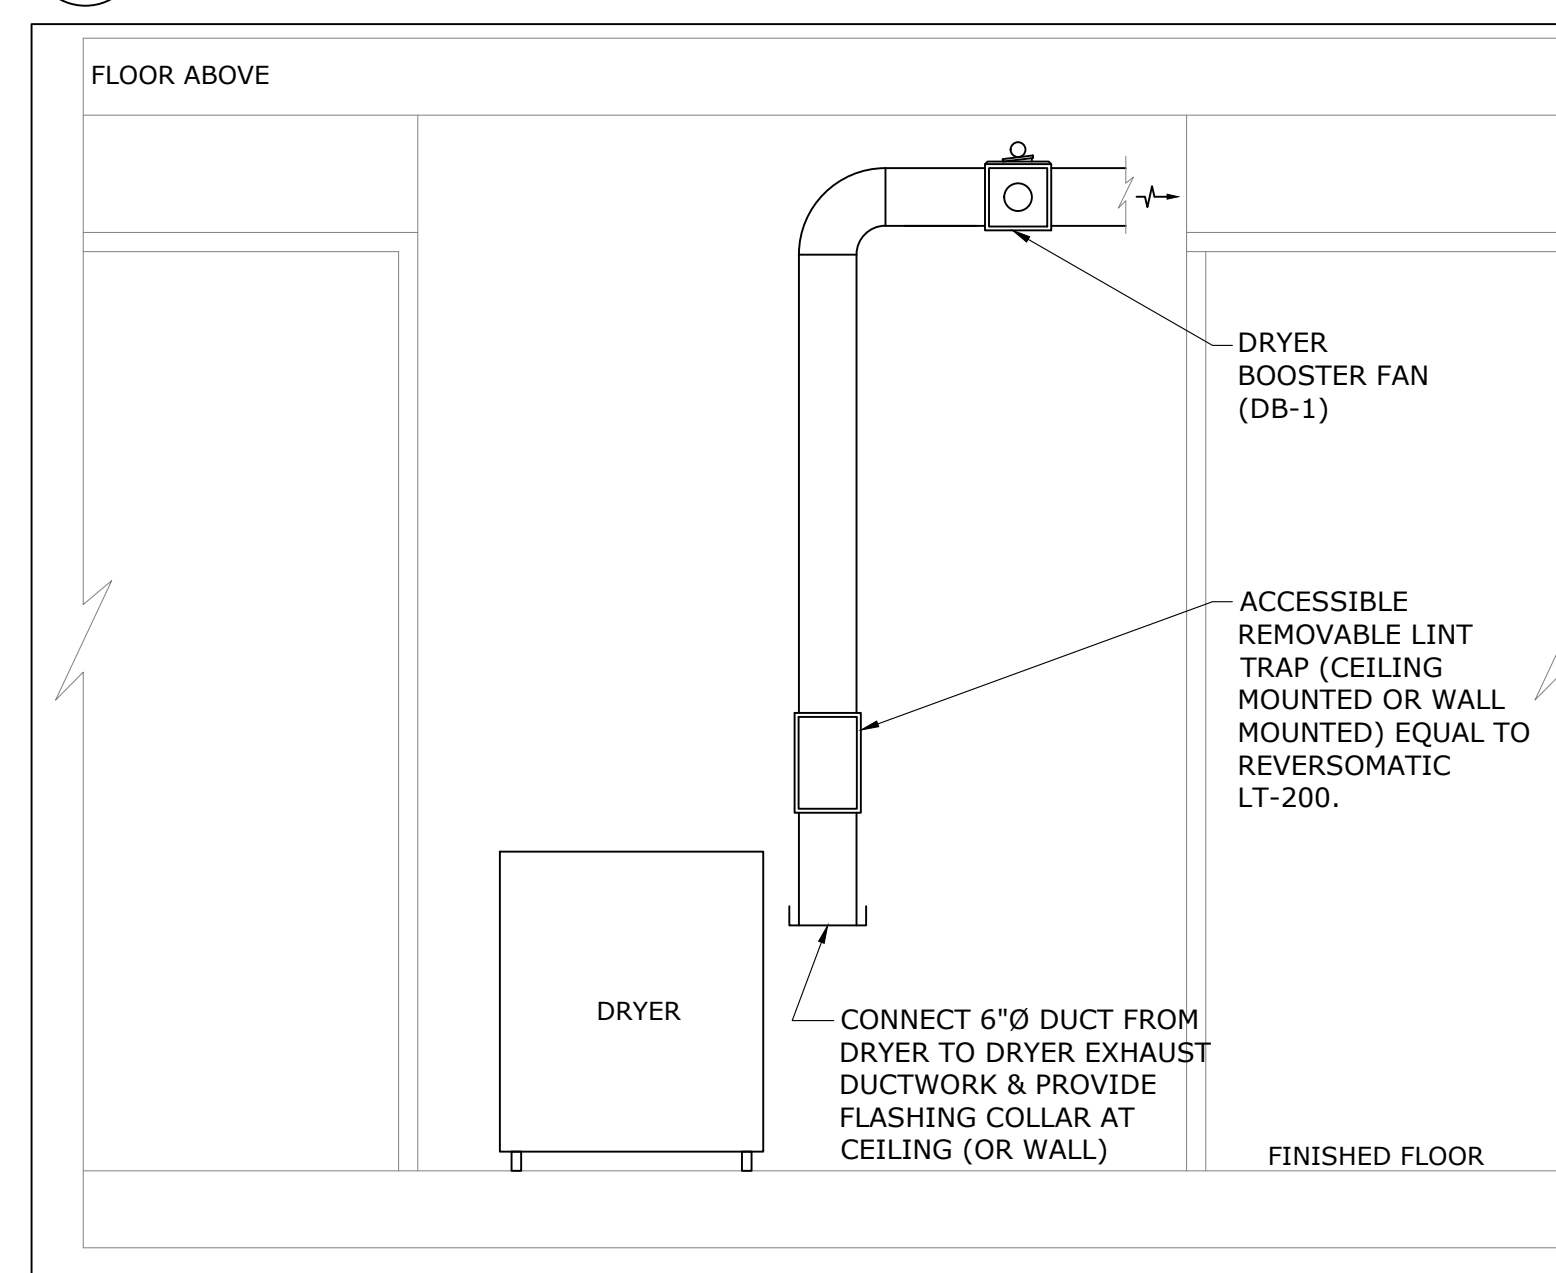 FLOOR ABOVE
DRYER
BOOSTER FAN
(DB-1)
ACCESSIBLE
REMOVABLE LINT
TRAP (CEILING
MOUNTED OR WALL
MOUNTED) EQUAL TO
REVERSOMATIC
LT-200.
DRYER
CONNECT 6"Ø DUCT FROM
DRYER TO DRYER EXHAUST
DUCTWORK & PROVIDE
FLASHING COLLAR AT
CEILING (OR WALL)
FINISHED FLOOR